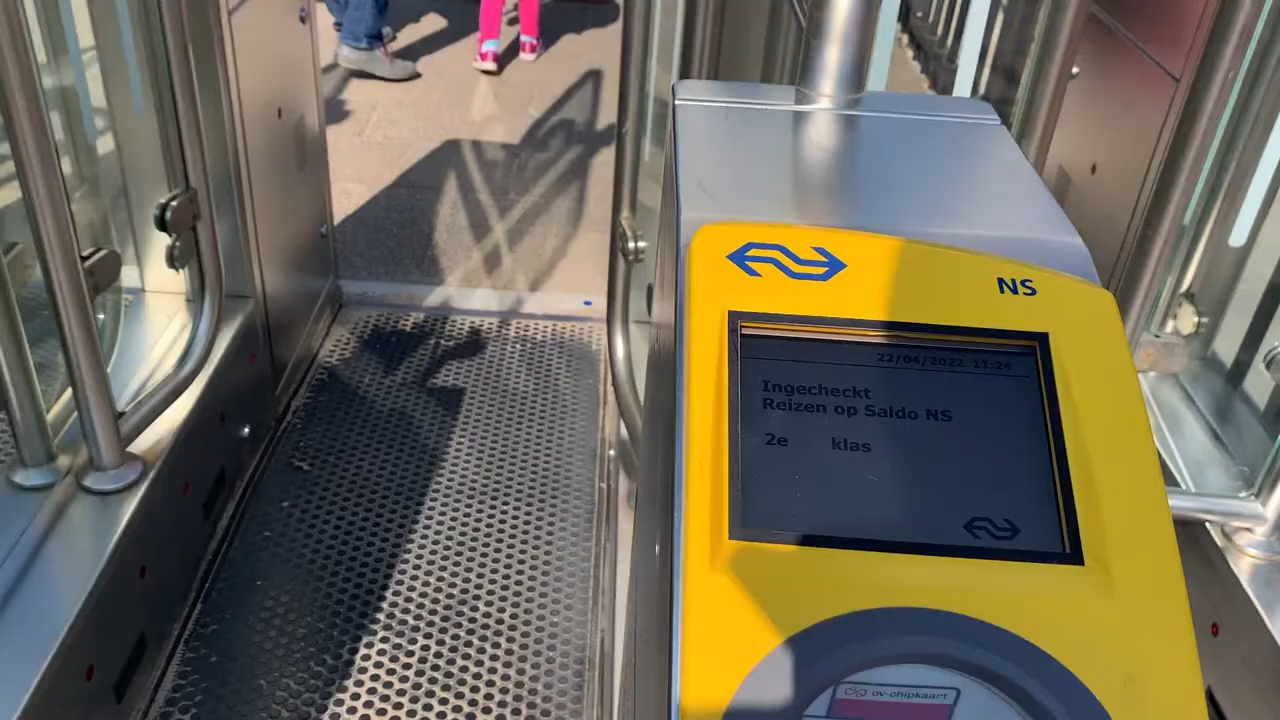 NS
22/04/2022 11:24
Ingecheckt
Reizen op Saldo NS
2e klas
ov-chipkaart